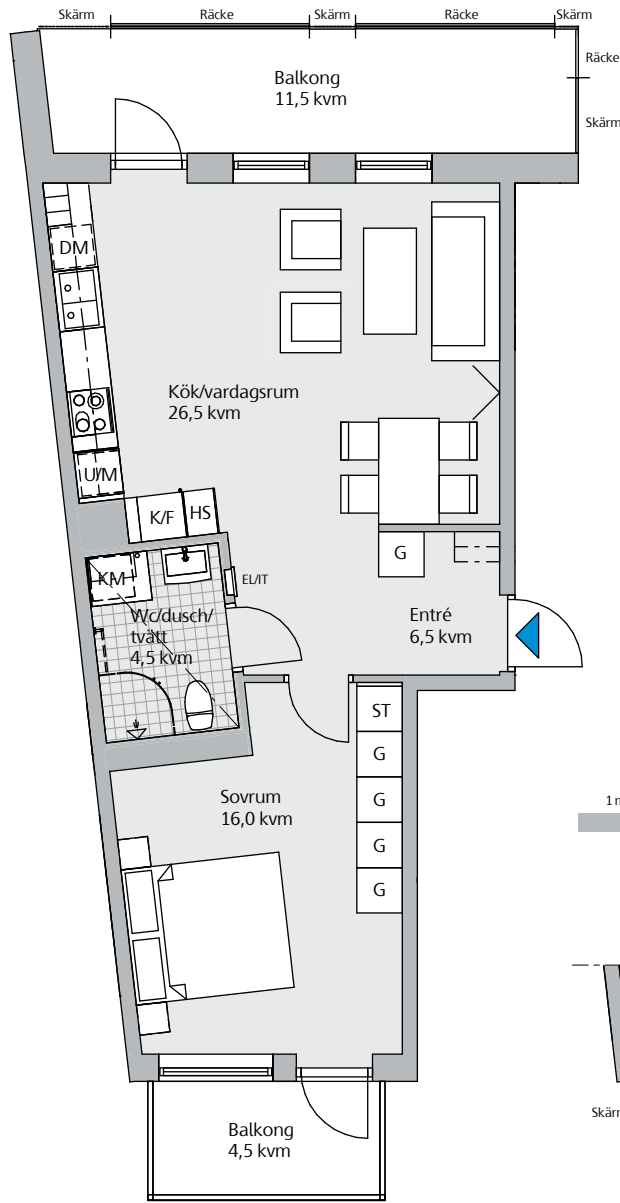 Skärm Räcke Skärm Räcke Skärm
Räcke
Balkong
11,5 kvm
Skärm
DM
Kök/vardagsrum
26,5 kvm
U/M
K/F HS
G
KM
EL/IT
Wc/dusch/
tvätt
4,5 kvm
Entré
6,5 kvm
ST
G
Sovrum
16,0 kvm
1 m
G
G
G
Skärm
Balkong
4,5 kvm